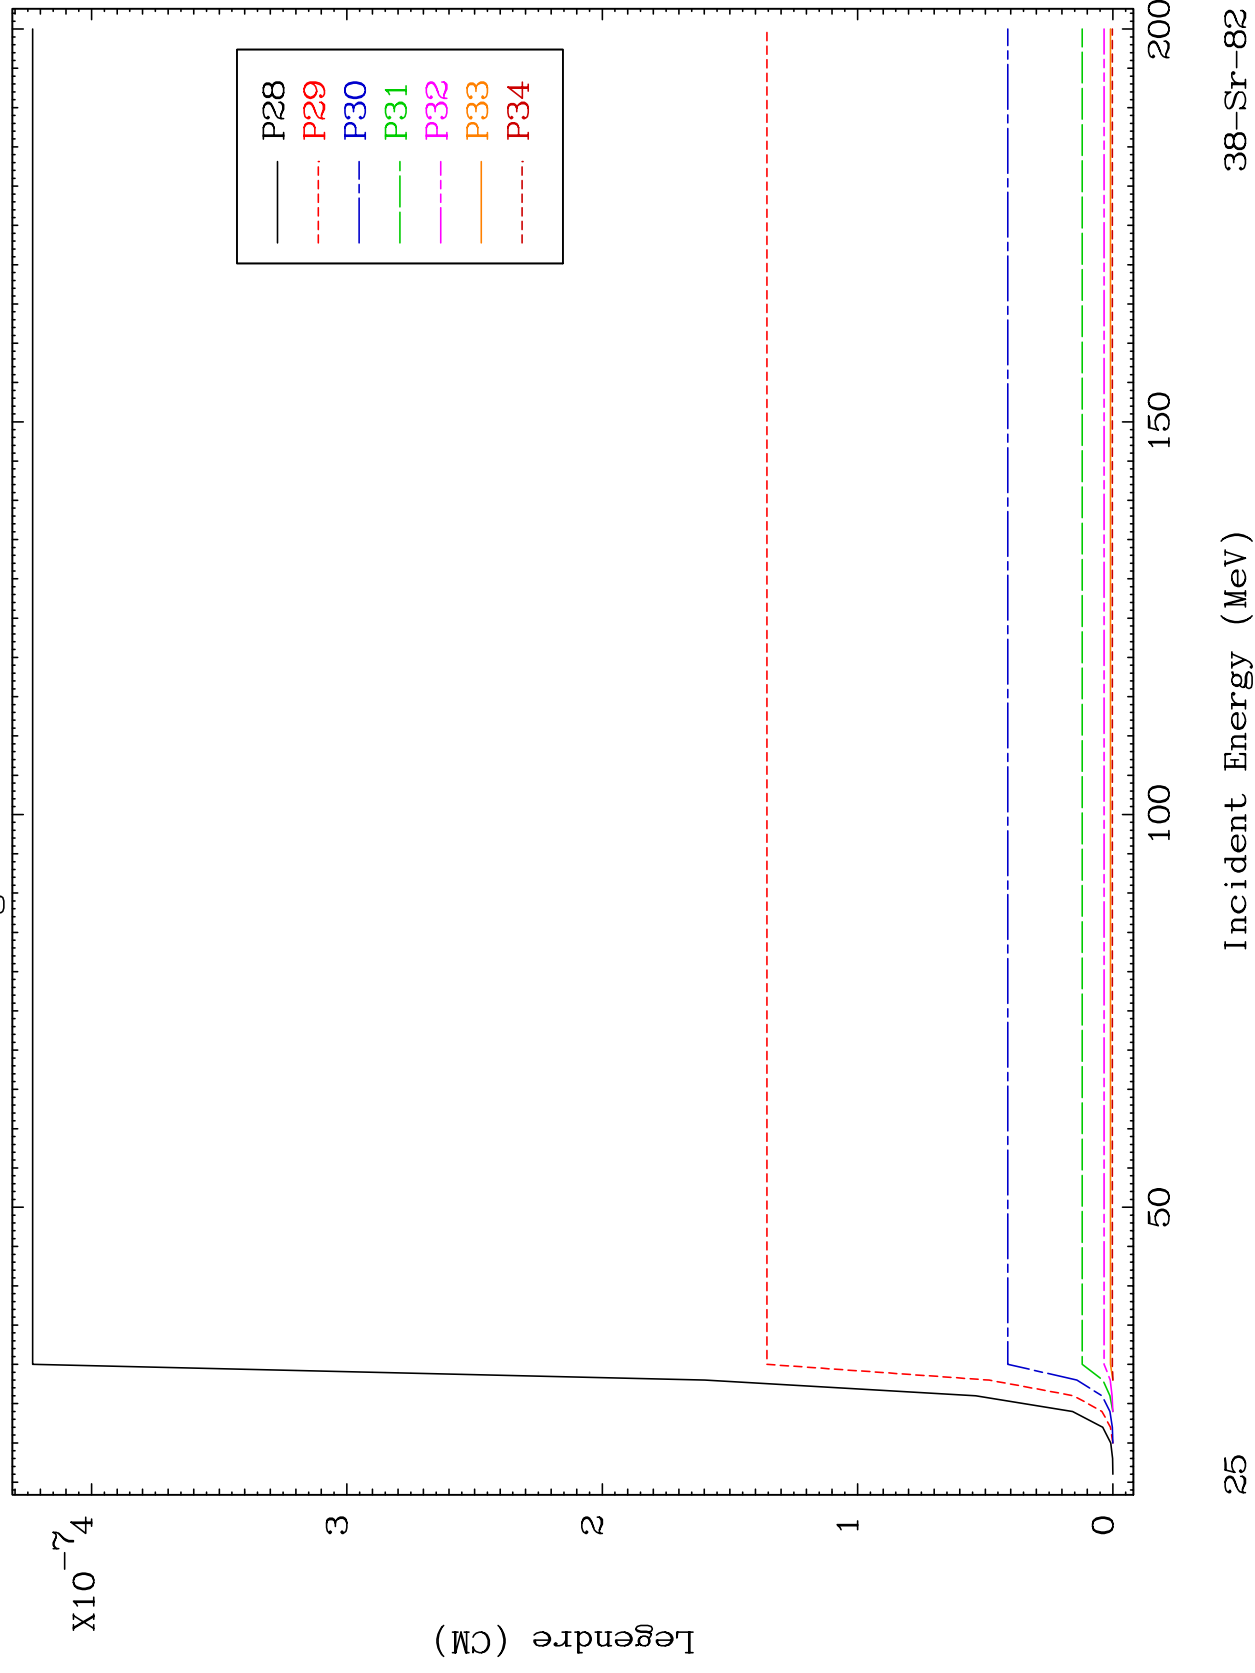 X10⁻⁷
4
3
2
1
0
Legendre (CM)
P28
P29
P30
P31
P32
P33
P34
50
100
150
200
Incident Energy (MeV)
25
38-Sr-82